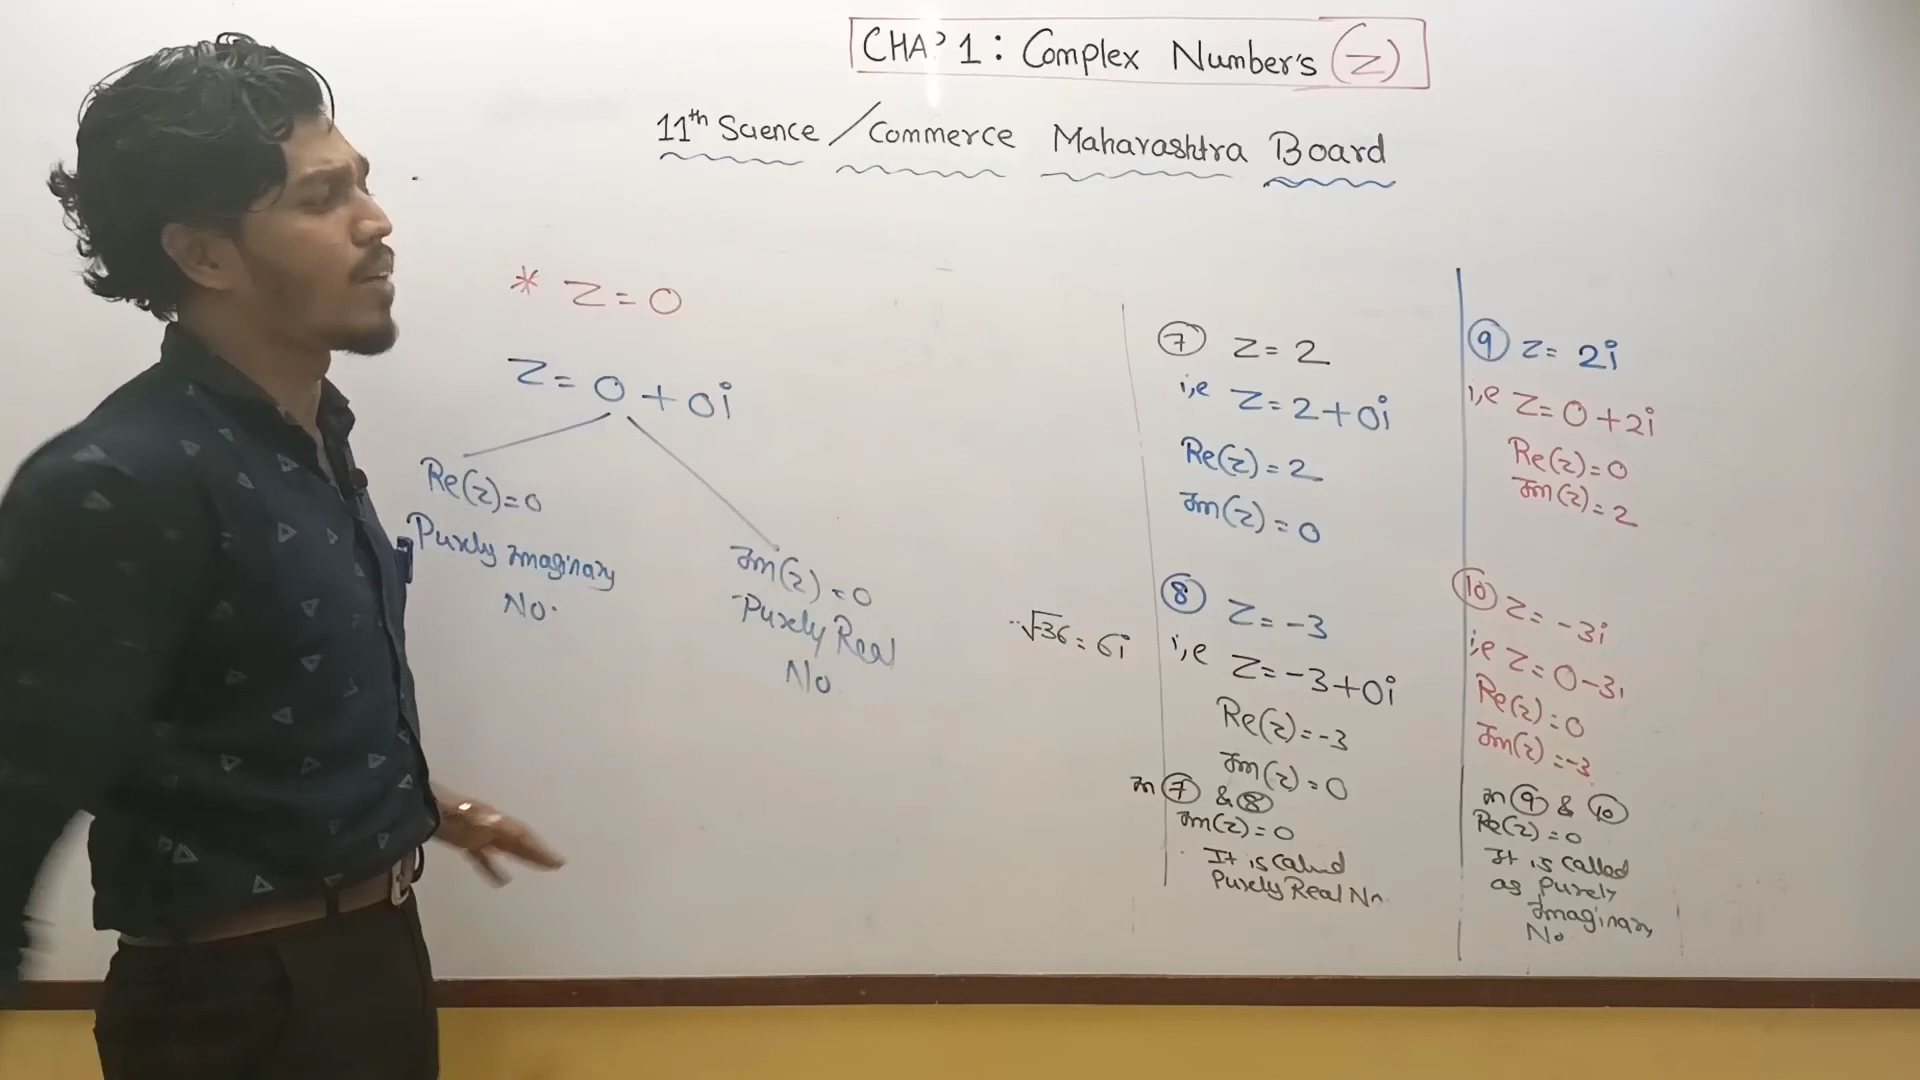 CHAP 1 : Complex Number's (Z)
11th Science / Commerce Maharashtra Board
* Z = 0
Z = 0 + 0i
Re(z) = 0
Purely Imaginary
No.
Im(z) = 0
Purely Real
No
√-36 = 6i
7 Z = 2
i,e Z = 2 + 0i
Re(z) = 2
Im(z) = 0
8 Z = -3
i,e Z = -3 + 0i
Re(z) = -3
Im(z) = 0
In 7 & 8
Im(z) = 0
It is called
Purely Real No
9 Z = 2i
i,e Z = 0 + 2i
Re(z) = 0
Im(z) = 2
10 Z = -3i
i,e Z = 0 - 3i
Re(z) = 0
Im(z) = -3
In 9 & 10
Re(z) = 0
It is called
as Purely
Imaginary
No